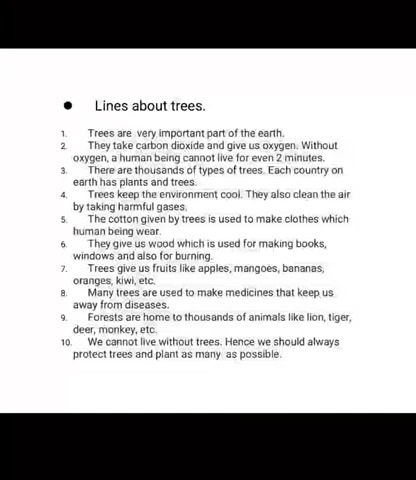 ● Lines about trees.
1. Trees are very important part of the earth.
2. They take carbon dioxide and give us oxygen. Without
oxygen, a human being cannot live for even 2 minutes.
3. There are thousands of types of trees. Each country on
earth has plants and trees.
4. Trees keep the environment cool. They also clean the air
by taking harmful gases.
5. The cotton given by trees is used to make clothes which
human being wear.
6. They give us wood which is used for making books,
windows and also for burning.
7. Trees give us fruits like apples, mangoes, bananas,
oranges, kiwi, etc.
8. Many trees are used to make medicines that keep us
away from diseases.
9. Forests are home to thousands of animals like lion, tiger,
deer, monkey, etc.
10. We cannot live without trees. Hence we should always
protect trees and plant as many as possible.